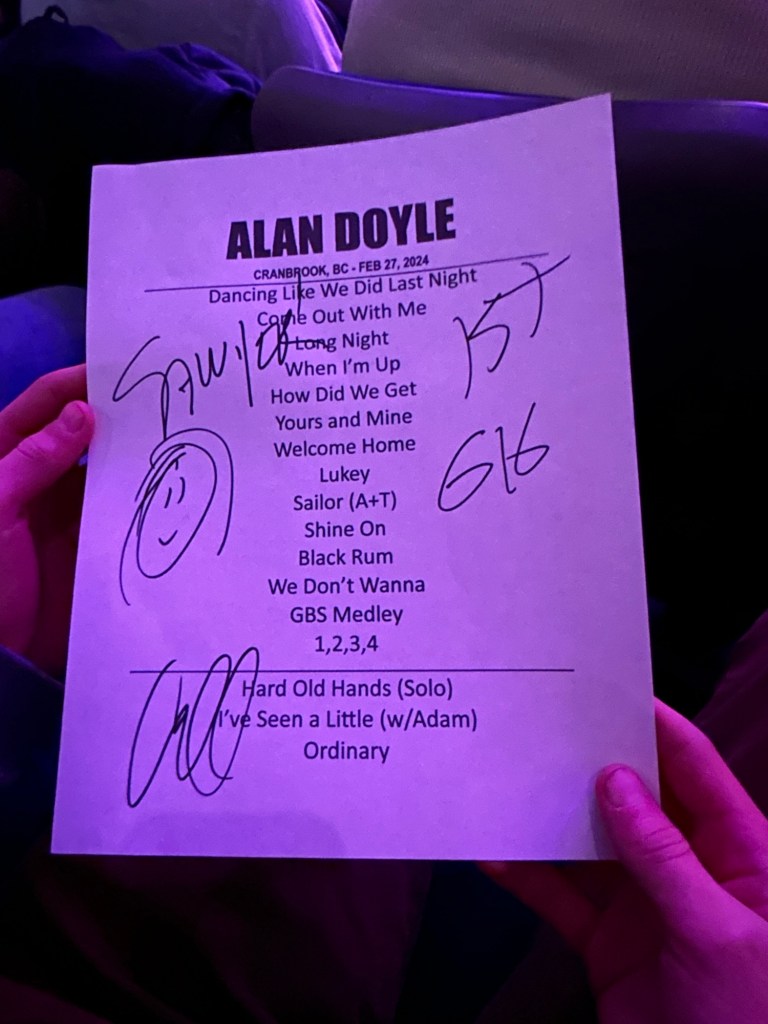 ALAN DOYLE
CRANBROOK, BC - FEB 27, 2024
Dancing Like We Did Last Night
Come Out With Me
Long Night
When I'm Up
How Did We Get
Yours and Mine
Welcome Home
Lukey
Sailor (A+T)
Shine On
Black Rum
We Don't Wanna
GBS Medley
1,2,3,4
Hard Old Hands (Solo)
I've Seen a Little (w/Adam)
Ordinary
1ST
GIG